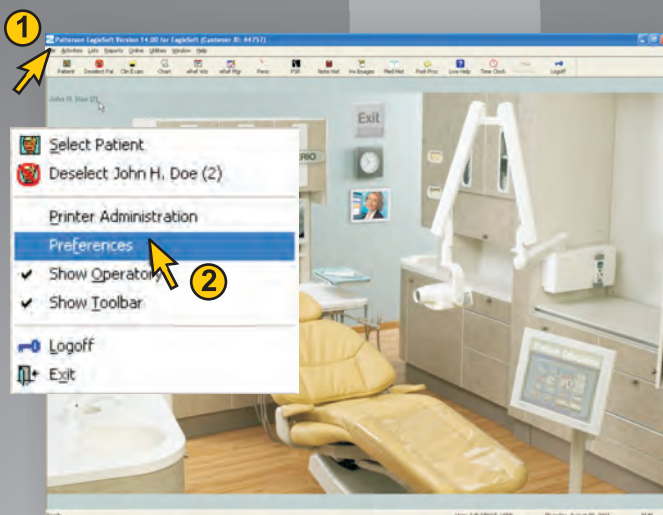 1
Patterson EagleSoft Version 14.00 for EagleSoft (Customer ID: 44757)
File Activities Lists Reports Online Utilities Window Help
Patient Deselect Pat Clin Exam Chart eRef Wiz eRef Mgr Perio PSR Note Hist Vw Images Med Hist Post Proc Live Help Time Clock Logoff
John H. Doe (2)
Exit
Select Patient
Deselect John H. Doe (2)
Printer Administration
Preferences
2
Show Operatory
Show Toolbar
Logoff
Exit